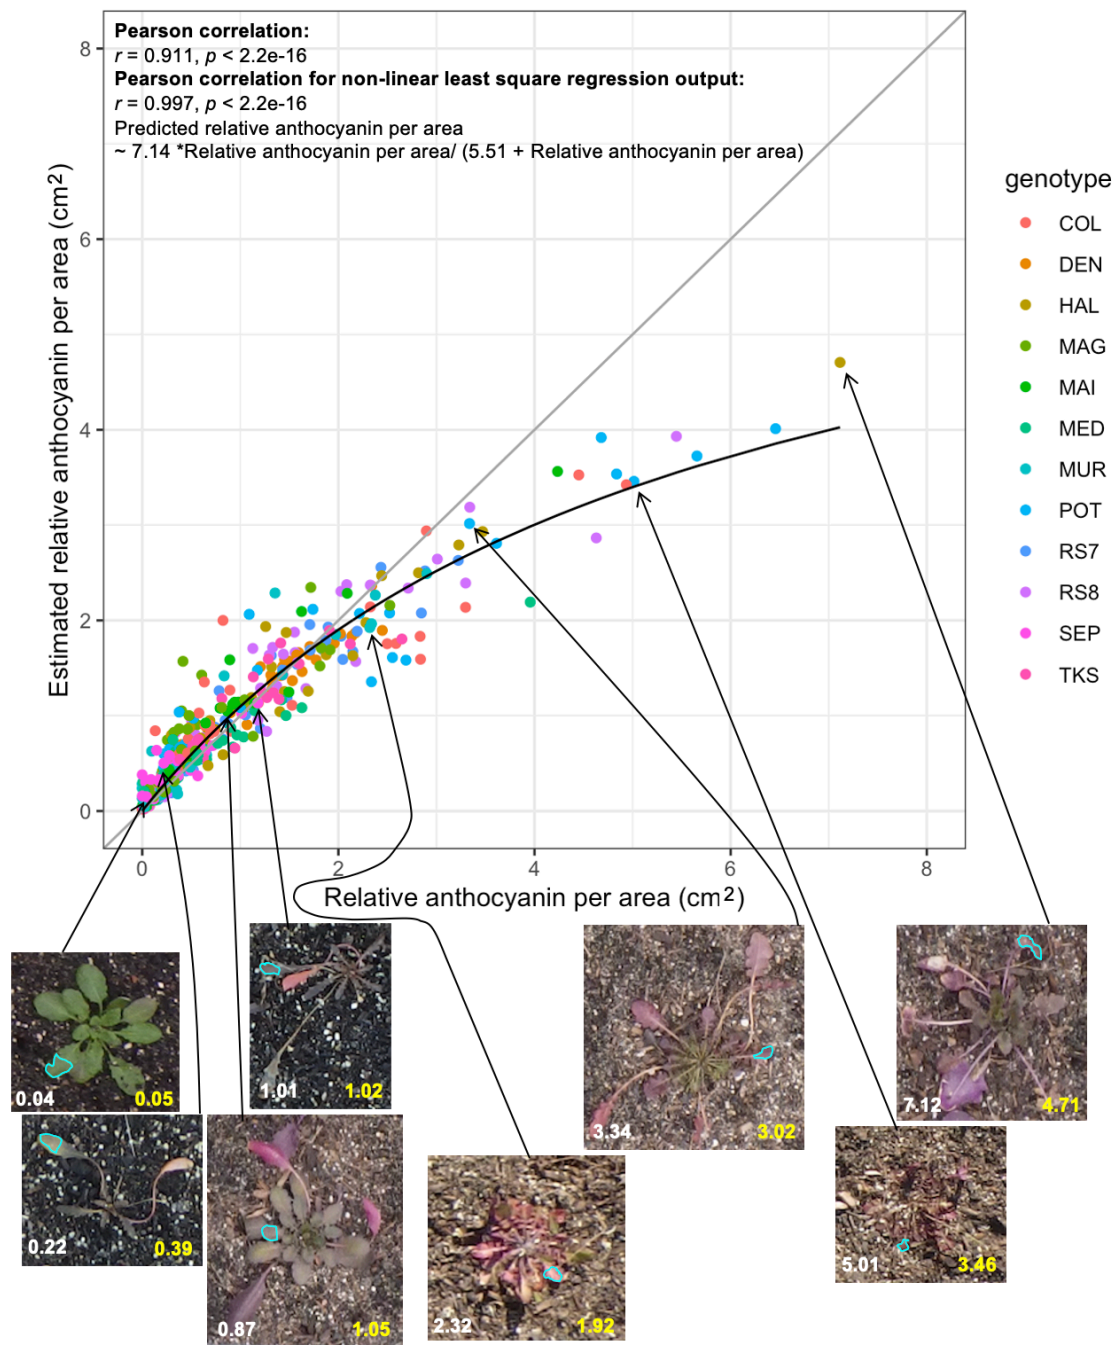 Pearson correlation:
r = 0.911, p < 2.2e-16
Pearson correlation for non-linear least square regression output:
r = 0.997, p < 2.2e-16
Predicted relative anthocyanin per area
~ 7.14 *Relative anthocyanin per area/ (5.51 + Relative anthocyanin per area)
Estimated relative anthocyanin per area (cm²)
8
6
4
2
0
0 2 4 6 8
Relative anthocyanin per area (cm²)
genotype
COL
DEN
HAL
MAG
MAI
MED
MUR
POT
RS7
RS8
SEP
TKS
0.04 0.05
1.01 1.02
3.34 3.02
7.12 4.71
0.22 0.39
0.87 1.05
2.32 1.92
5.01 3.46